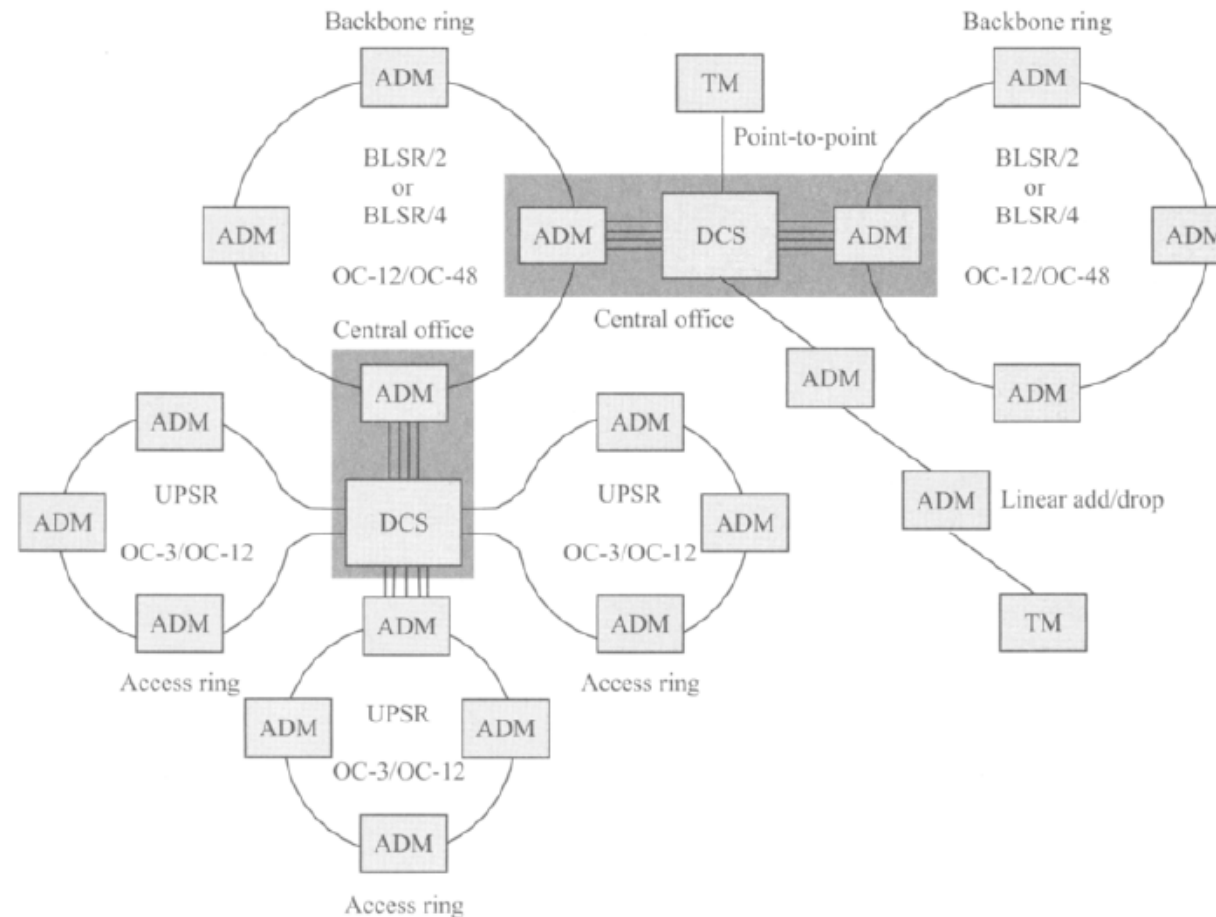 Backbone ring
Backbone ring
ADM
TM
ADM
Point-to-point
BLSR/2
or
BLSR/4
BLSR/2
or
BLSR/4
ADM
ADM
DCS
ADM
ADM
OC-12/OC-48
OC-12/OC-48
Central office
Central office
ADM
ADM
ADM
ADM
ADM
UPSR
UPSR
ADM
DCS
ADM
ADM
Linear add/drop
OC-3/OC-12
OC-3/OC-12
ADM
ADM
ADM
TM
Access ring
Access ring
UPSR
ADM
ADM
OC-3/OC-12
ADM
Access ring